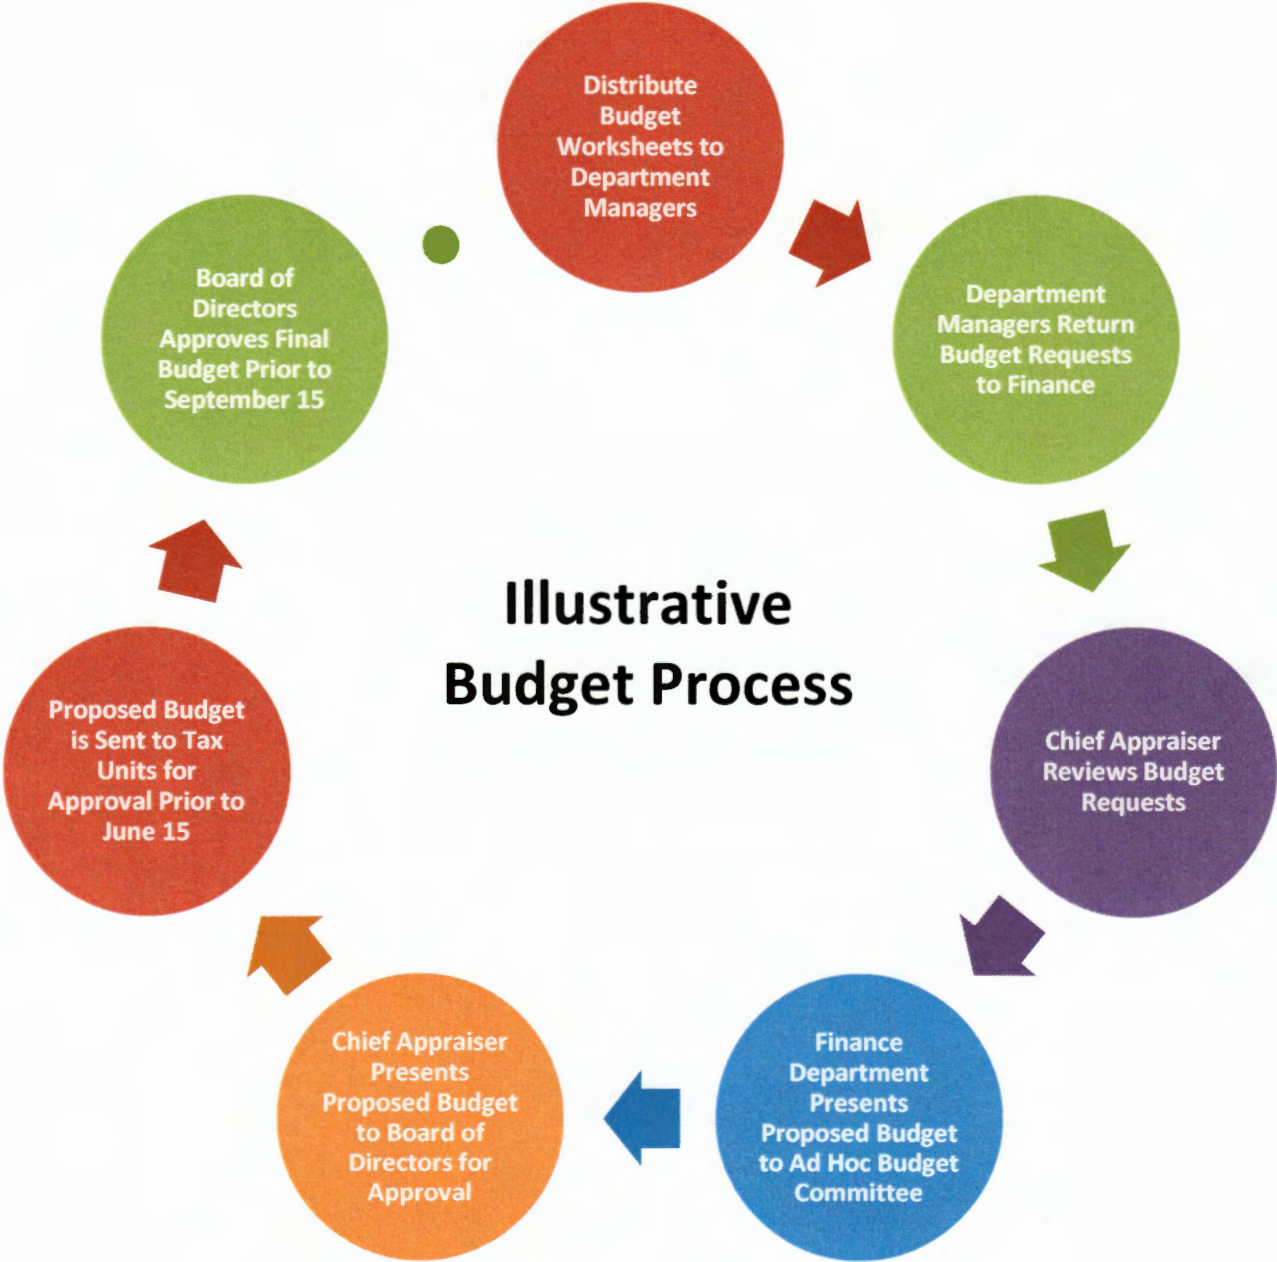 Distribute
Budget
Worksheets to
Department
Managers
Department
Managers Return
Budget Requests
to Finance
Chief Appraiser
Reviews Budget
Requests
Finance
Department
Presents
Proposed Budget
to Ad Hoc Budget
Committee
Chief Appraiser
Presents
Proposed Budget
to Board of
Directors for
Approval
Proposed Budget
is Sent to Tax
Units for
Approval Prior to
June 15
Board of
Directors
Approves Final
Budget Prior to
September 15
Illustrative
Budget Process